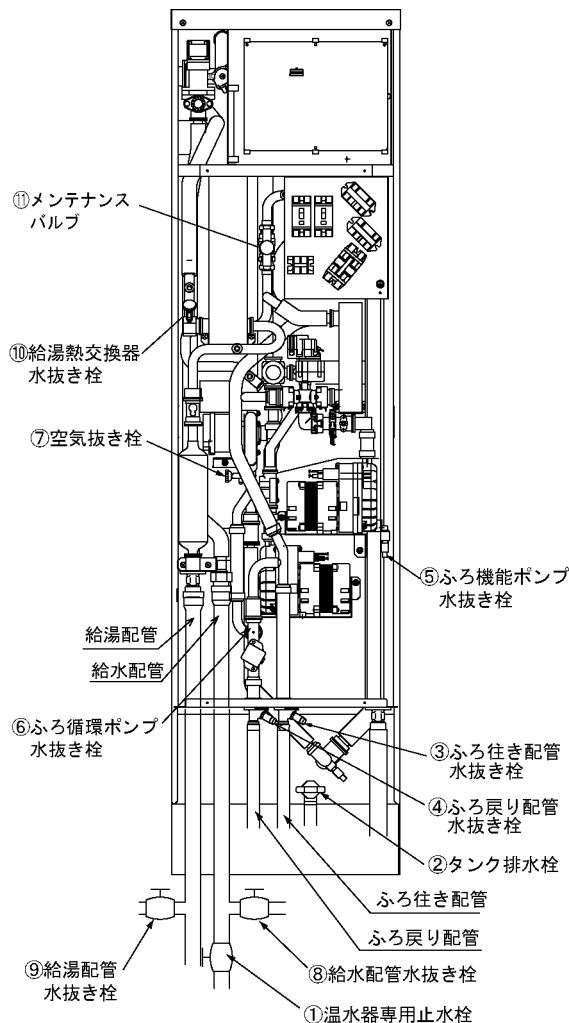 ⑪メンテナンス
バルブ
⑩給湯熱交換器
水抜き栓
⑦空気抜き栓
⑤ふろ機能ポンプ
水抜き栓
給湯配管
給水配管
⑥ふろ循環ポンプ
水抜き栓
③ふろ往き配管
水抜き栓
④ふろ戻り配管
水抜き栓
②タンク排水栓
ふろ往き配管
ふろ戻り配管
⑨給湯配管
水抜き栓
⑧給水配管水抜き栓
①温水器専用止水栓